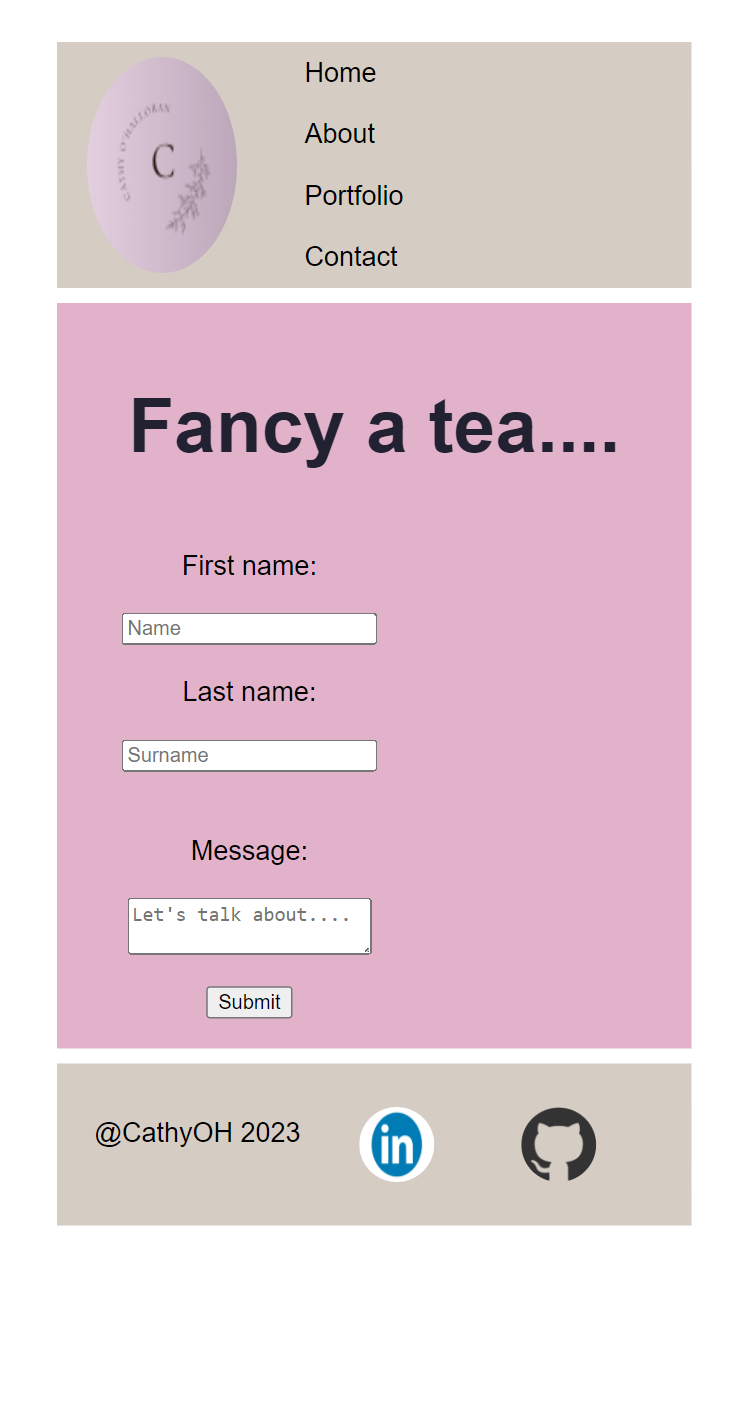 CATHY O'HALLORAN
C
Home
About
Portfolio
Contact
Fancy a tea....
First name:
Name
Last name:
Surname
Message:
Let's talk about....
Submit
@CathyOH 2023
in